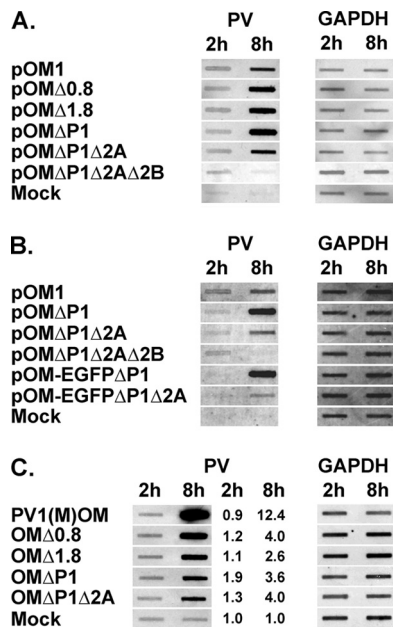 A.
PV GAPDH
2h 8h 2h 8h
pOM1
pOMΔ0.8
pOMΔ1.8
pOMΔP1
pOMΔP1Δ2A
pOMΔP1Δ2AΔ2B
Mock
B.
PV GAPDH
2h 8h 2h 8h
pOM1
pOMΔP1
pOMΔP1Δ2A
pOMΔP1Δ2AΔ2B
pOM-EGFPΔP1
pOM-EGFPΔP1Δ2A
Mock
C.
PV GAPDH
2h 8h 2h 8h 2h 8h
PV1(M)OM 0.9 12.4
OMΔ0.8 1.2 4.0
OMΔ1.8 1.1 2.6
OMΔP1 1.9 3.6
OMΔP1Δ2A 1.3 4.0
Mock 1.0 1.0